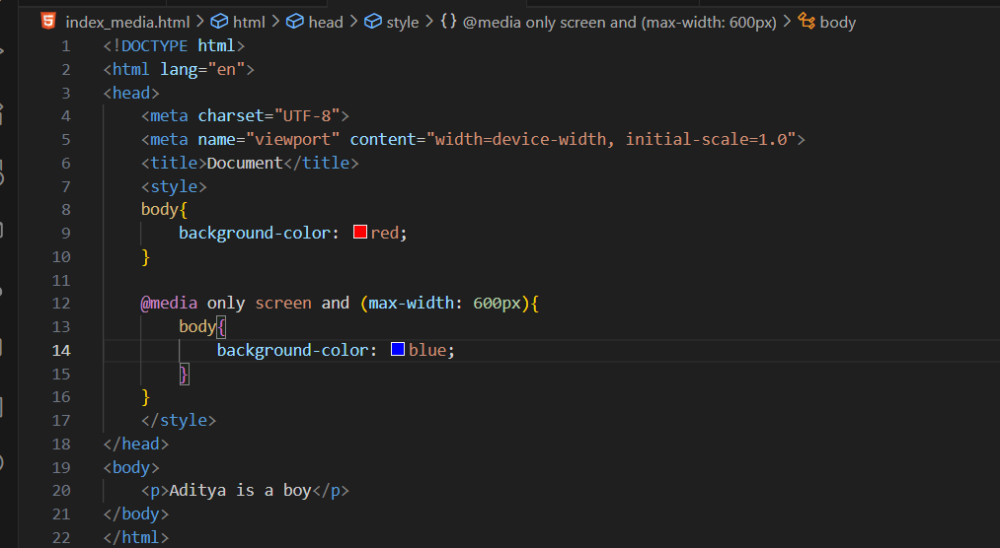 index_media.html > html > head > style > {} @media only screen and (max-width: 600px) > body
1 <!DOCTYPE html>
2 <html lang="en">
3 <head>
4     <meta charset="UTF-8">
5     <meta name="viewport" content="width=device-width, initial-scale=1.0">
6     <title>Document</title>
7     <style>
8     body{
9         background-color: red;
10     }
11
12     @media only screen and (max-width: 600px){
13         body{
14             background-color: blue;
15         }
16     }
17     </style>
18 </head>
19 <body>
20     <p>Aditya is a boy</p>
21 </body>
22 </html>